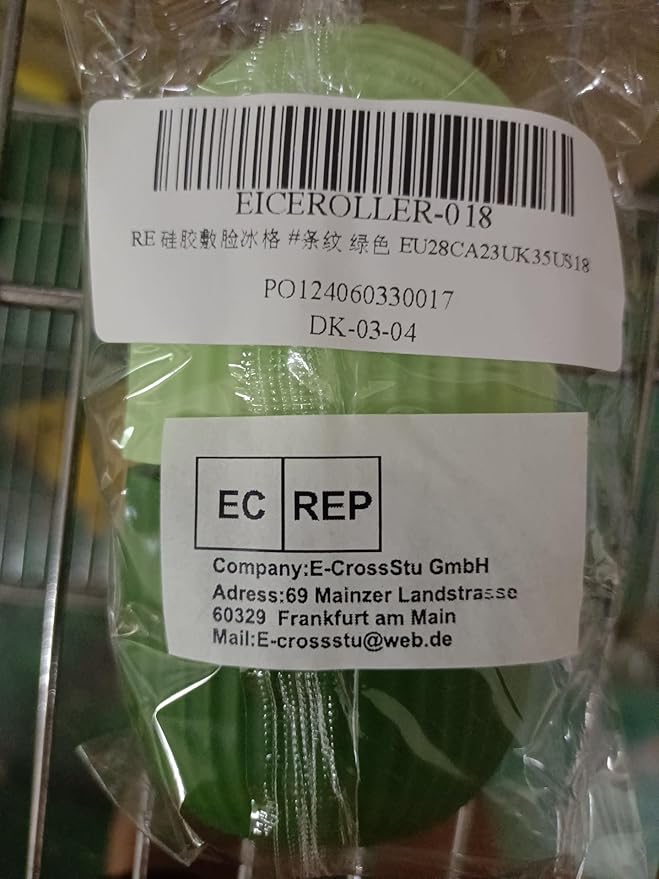 EICEROLLER-018
RE 硅胶敷脸冰格 #条纹 绿色 EU28CA23UK35US18
PO124060330017
DK-03-04
EC REP
Company:E-CrossStu GmbH
Adress:69 Mainzer Landstrasse
60329 Frankfurt am Main
Mail:E-crossstu@web.de